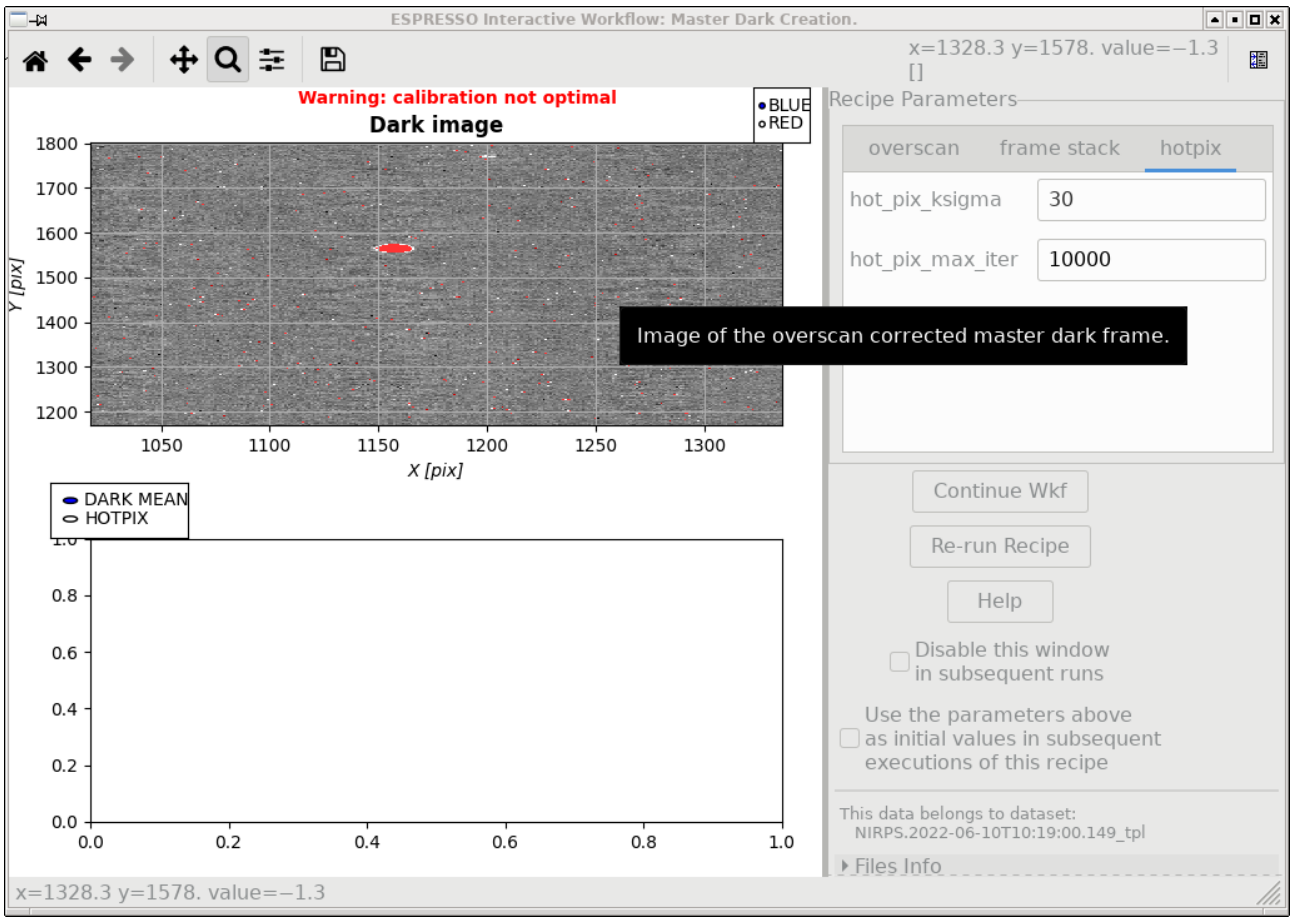 ESPRESSO Interactive Workflow: Master Dark Creation.
x=1328.3 y=1578. value=−1.3
[]
Warning: calibration not optimal
BLUE
RED
Dark image
1800
1700
1600
1500
1400
1300
1200
Y [pix]
1050 1100 1150 1200 1250 1300
X [pix]
Recipe Parameters
overscan frame stack hotpix
hot_pix_ksigma 30
hot_pix_max_iter 10000
Image of the overscan corrected master dark frame.
DARK MEAN
HOTPIX
1.0
0.8
0.6
0.4
0.2
0.0
0.0 0.2 0.4 0.6 0.8 1.0
Continue Wkf
Re-run Recipe
Help
Disable this window
in subsequent runs
Use the parameters above
as initial values in subsequent
executions of this recipe
This data belongs to dataset:
NIRPS.2022-06-10T10:19:00.149_tpl
Files Info
x=1328.3 y=1578. value=−1.3